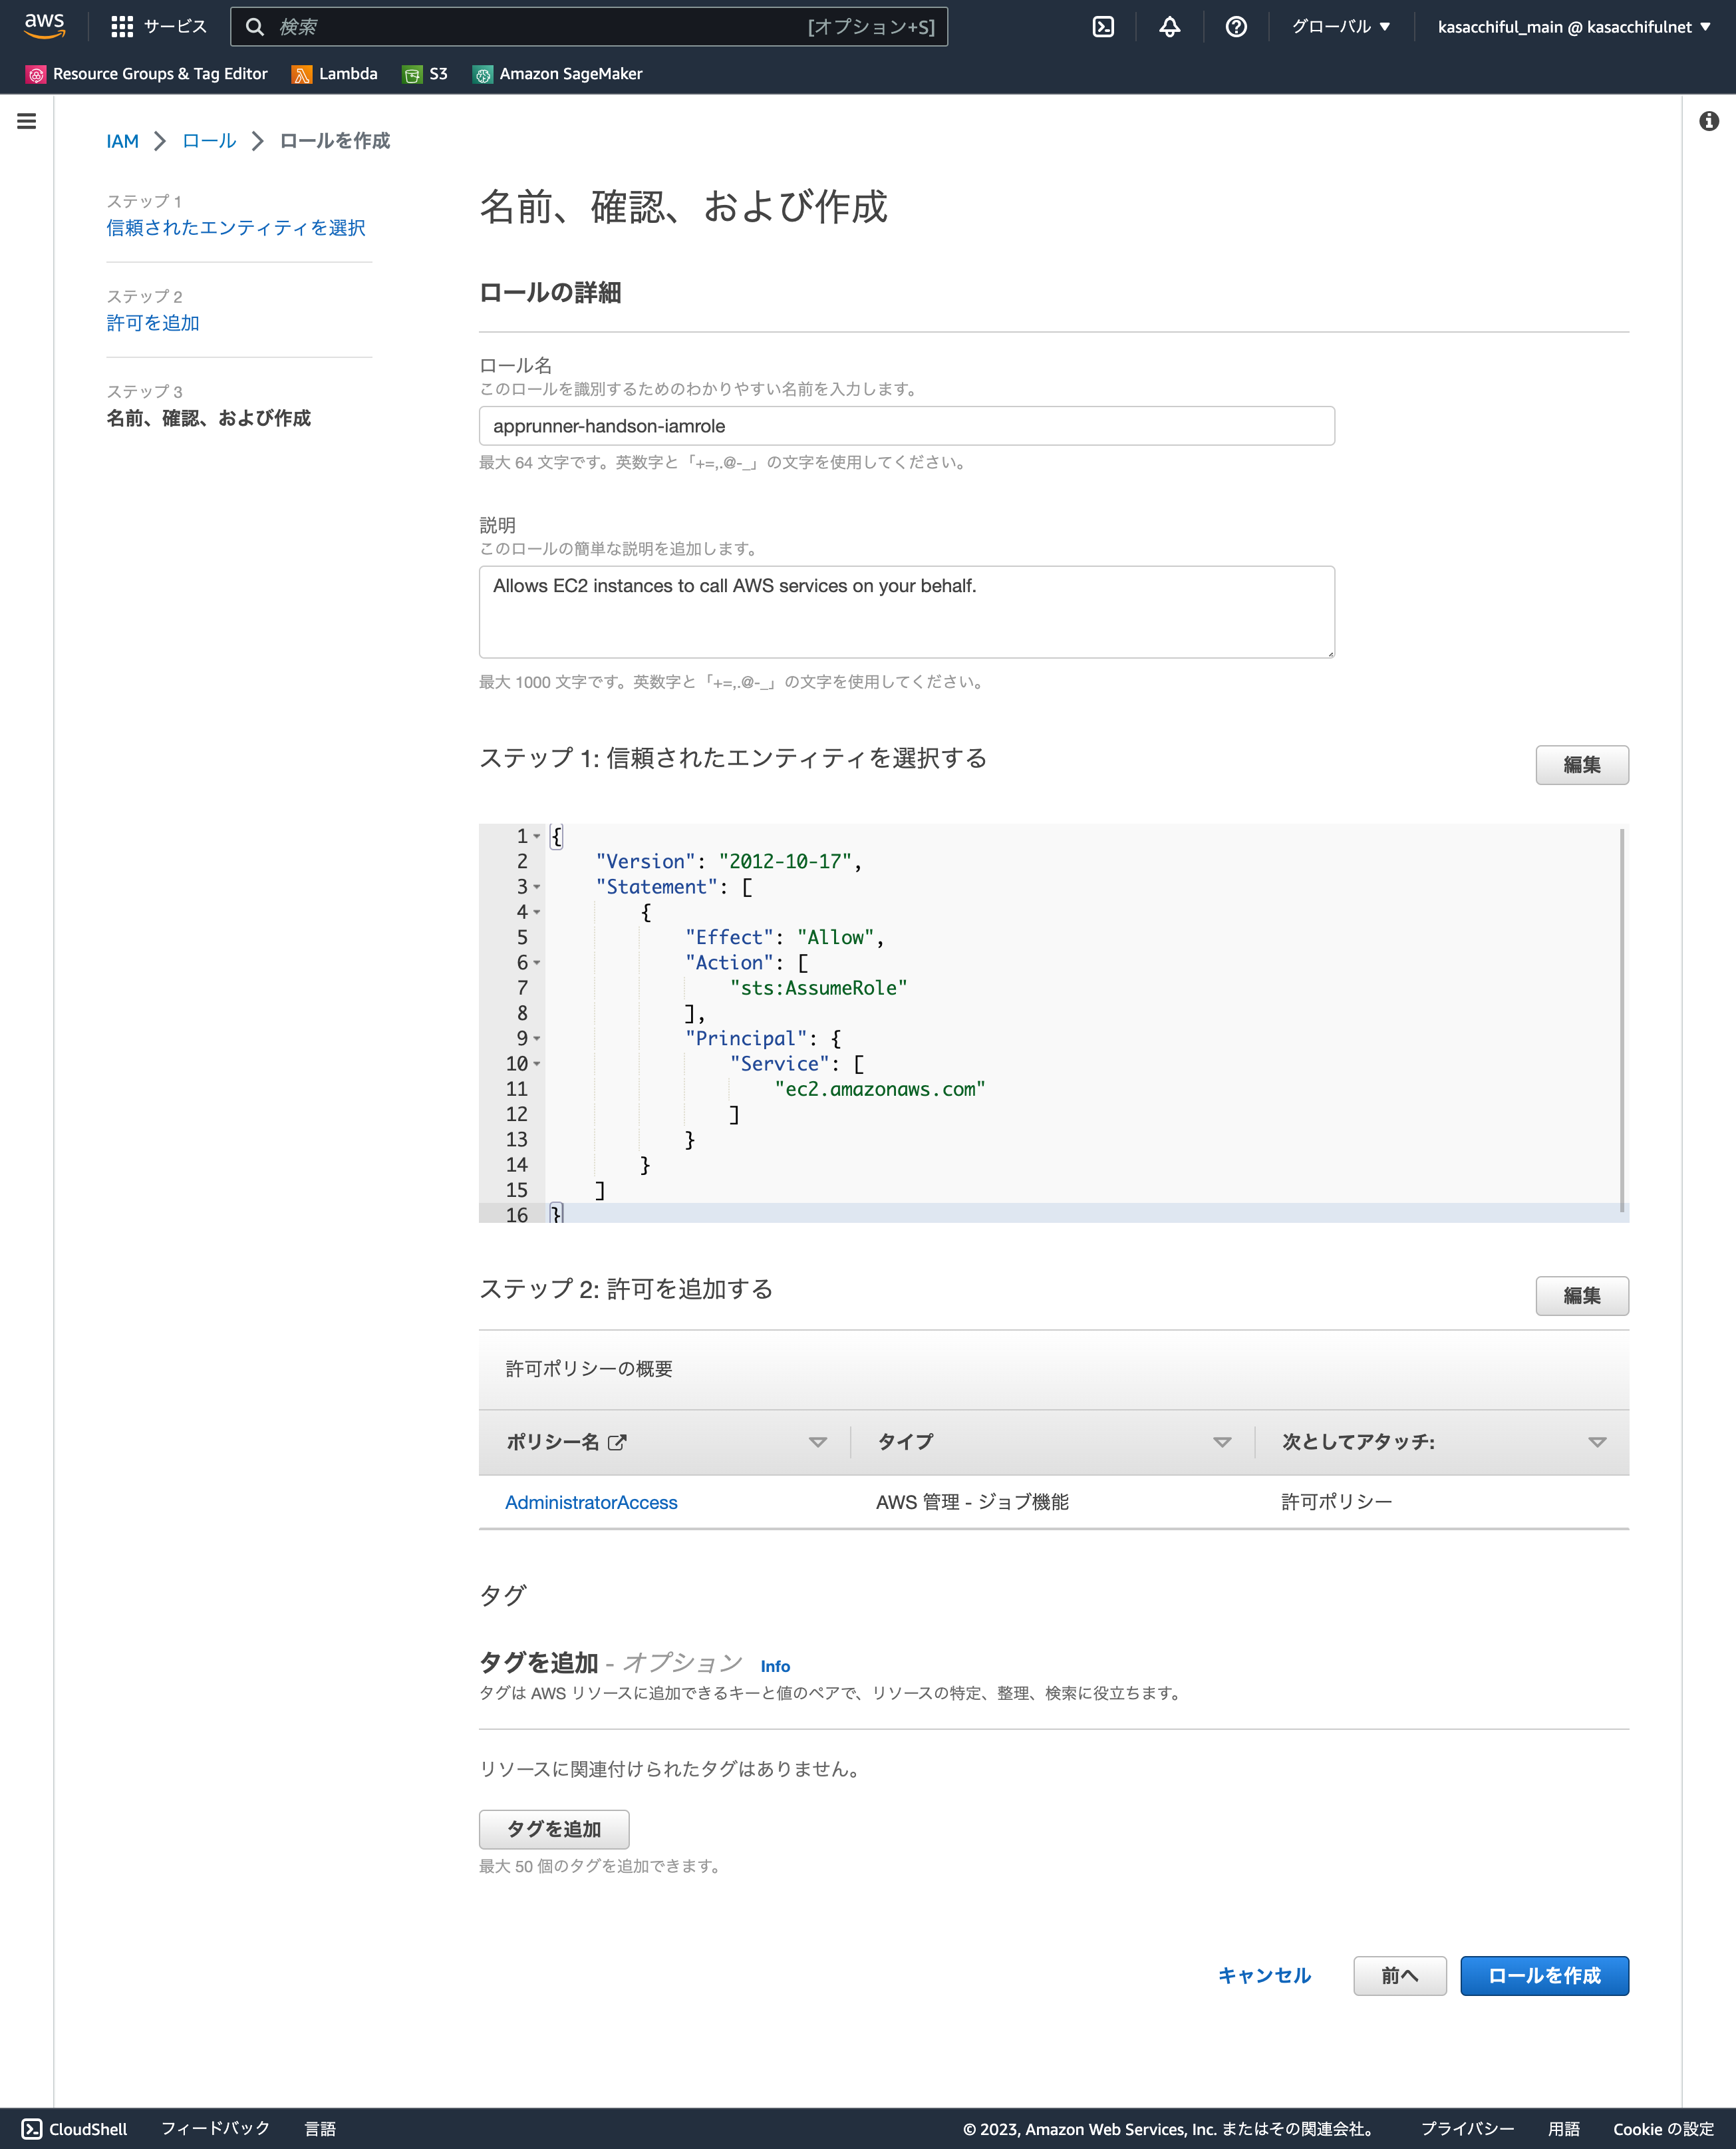 aws
サービス
検索
[オプション+S]
グローバル ▼
kasacchiful_main @ kasacchifulnet ▼
Resource Groups & Tag Editor
Lambda
S3
Amazon SageMaker
IAM
ロール
ロールを作成
ステップ 1
信頼されたエンティティを選択
ステップ 2
許可を追加
ステップ 3
名前、確認、および作成
名前、確認、および作成
ロールの詳細
ロール名
このロールを識別するためのわかりやすい名前を入力します。
apprunner-handson-iamrole
最大 64 文字です。英数字と「+=,.@-_」の文字を使用してください。
説明
このロールの簡単な説明を追加します。
Allows EC2 instances to call AWS services on your behalf.
最大 1000 文字です。英数字と「+=,.@-_」の文字を使用してください。
ステップ 1: 信頼されたエンティティを選択する
編集
1 {
2 "Version": "2012-10-17",
3 "Statement": [
4 {
5 "Effect": "Allow",
6 "Action": [
7 "sts:AssumeRole"
8 ],
9 "Principal": {
10 "Service": [
11 "ec2.amazonaws.com"
12 ]
13 }
14 }
15 ]
16 }
ステップ 2: 許可を追加する
編集
許可ポリシーの概要
ポリシー名
タイプ
次としてアタッチ:
AdministratorAccess
AWS 管理 - ジョブ機能
許可ポリシー
タグ
タグを追加 - オプション Info
タグは AWS リソースに追加できるキーと値のペアで、リソースの特定、整理、検索に役立ちます。
リソースに関連付けられたタグはありません。
タグを追加
最大 50 個のタグを追加できます。
キャンセル
前へ
ロールを作成
CloudShell
フィードバック
言語
© 2023, Amazon Web Services, Inc. またはその関連会社。
プライバシー
用語
Cookie の設定